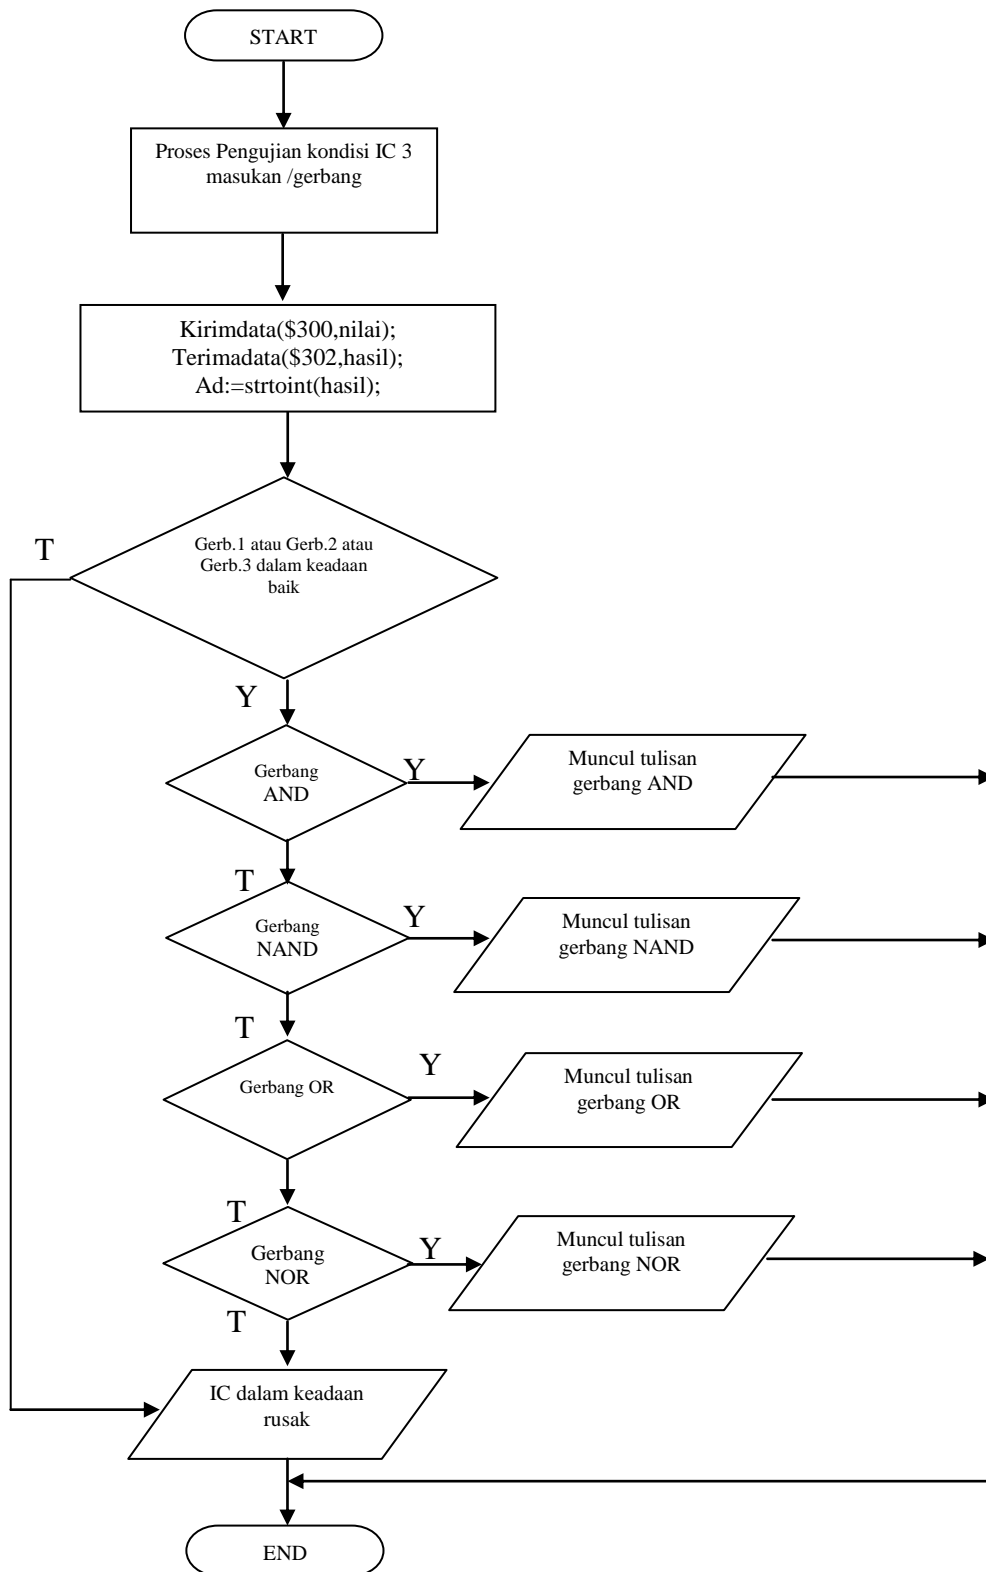 START
Proses Pengujian kondisi IC 3
masukan /gerbang
Kirimdata($300,nilai);
Terimadata($302,hasil);
Ad:=strtoint(hasil);
T
Gerb.1 atau Gerb.2 atau
Gerb.3 dalam keadaan
baik
Y
Gerbang
AND
Y
Muncul tulisan
gerbang AND
T
Gerbang
NAND
Y
Muncul tulisan
gerbang NAND
T
Gerbang OR
Y
Muncul tulisan
gerbang OR
T
Gerbang
NOR
Y
Muncul tulisan
gerbang NOR
T
IC dalam keadaan
rusak
END